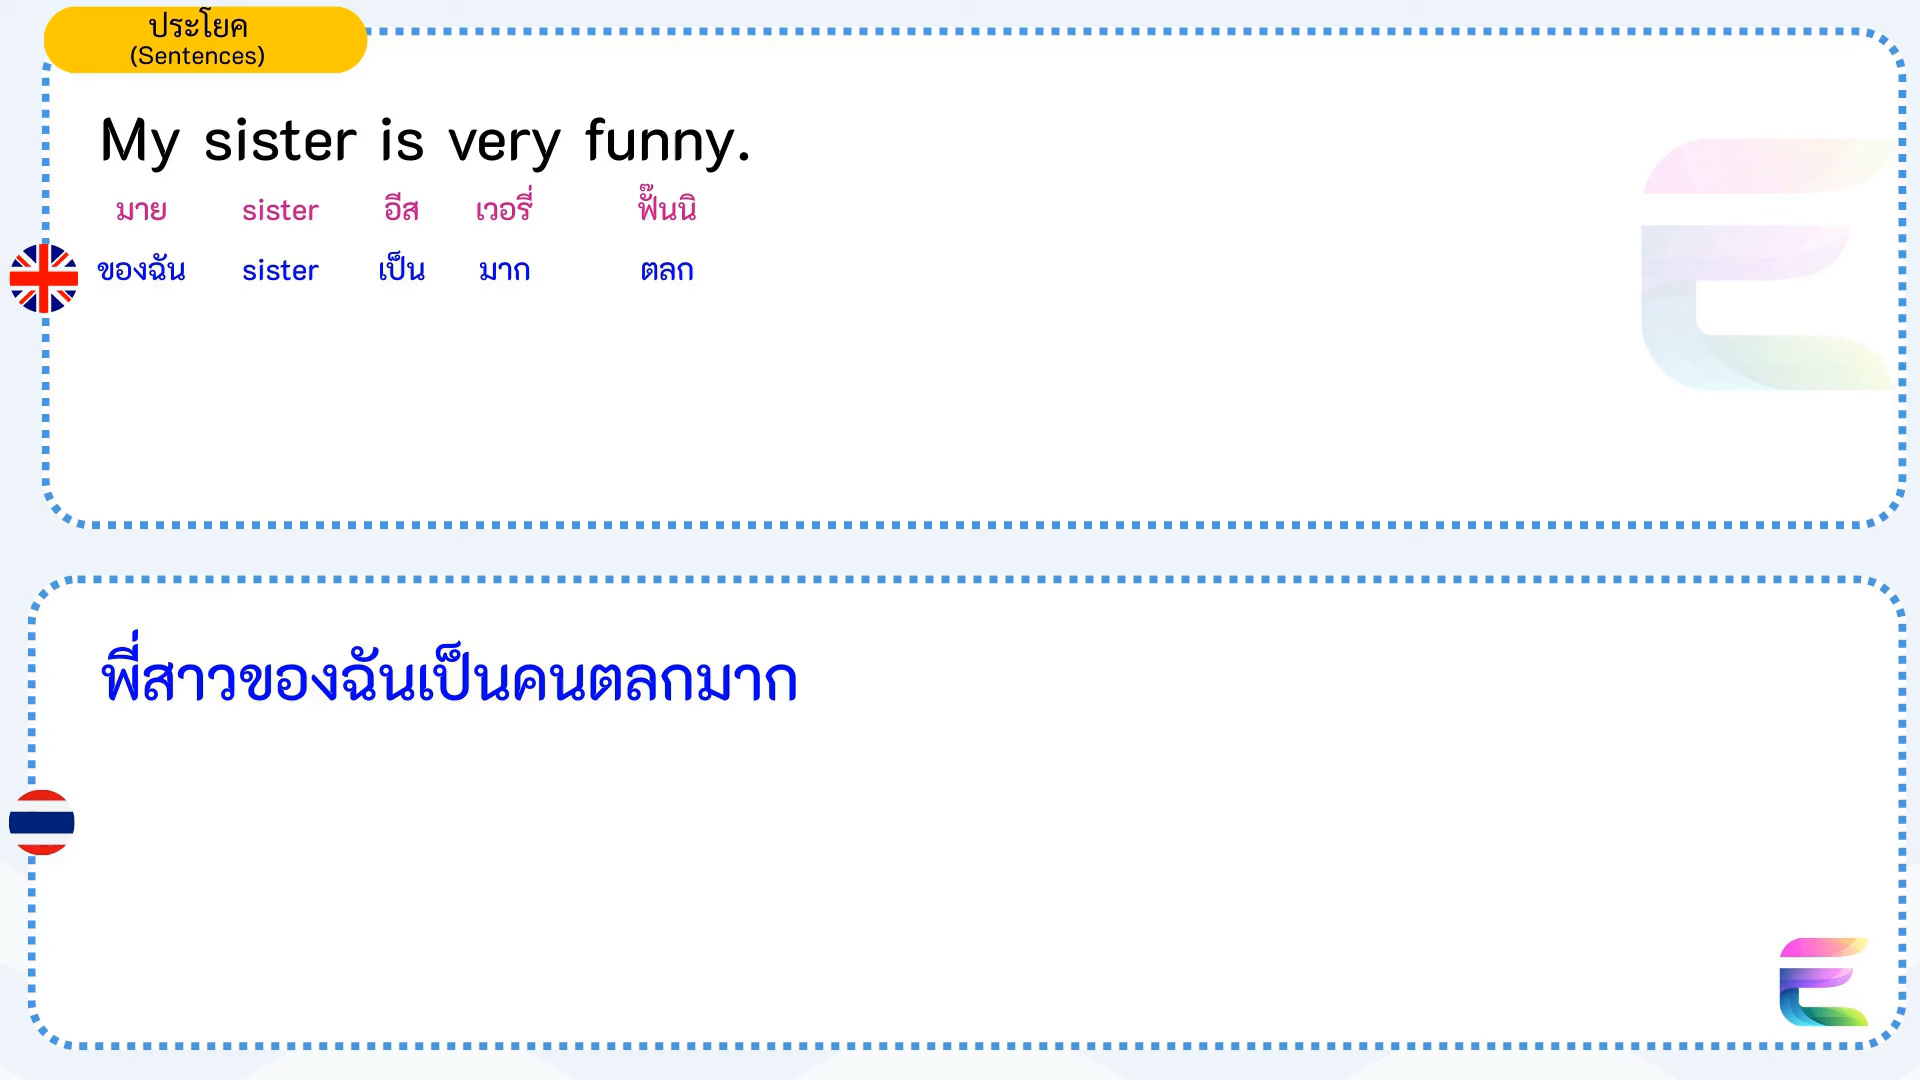 ประโยค
(Sentences)
My sister is very funny.
มาย sister อีส เวอรี่ ฟั๊นนิ
ของฉัน sister เป็น มาก ตลก
พี่สาวของฉันเป็นคนตลกมาก